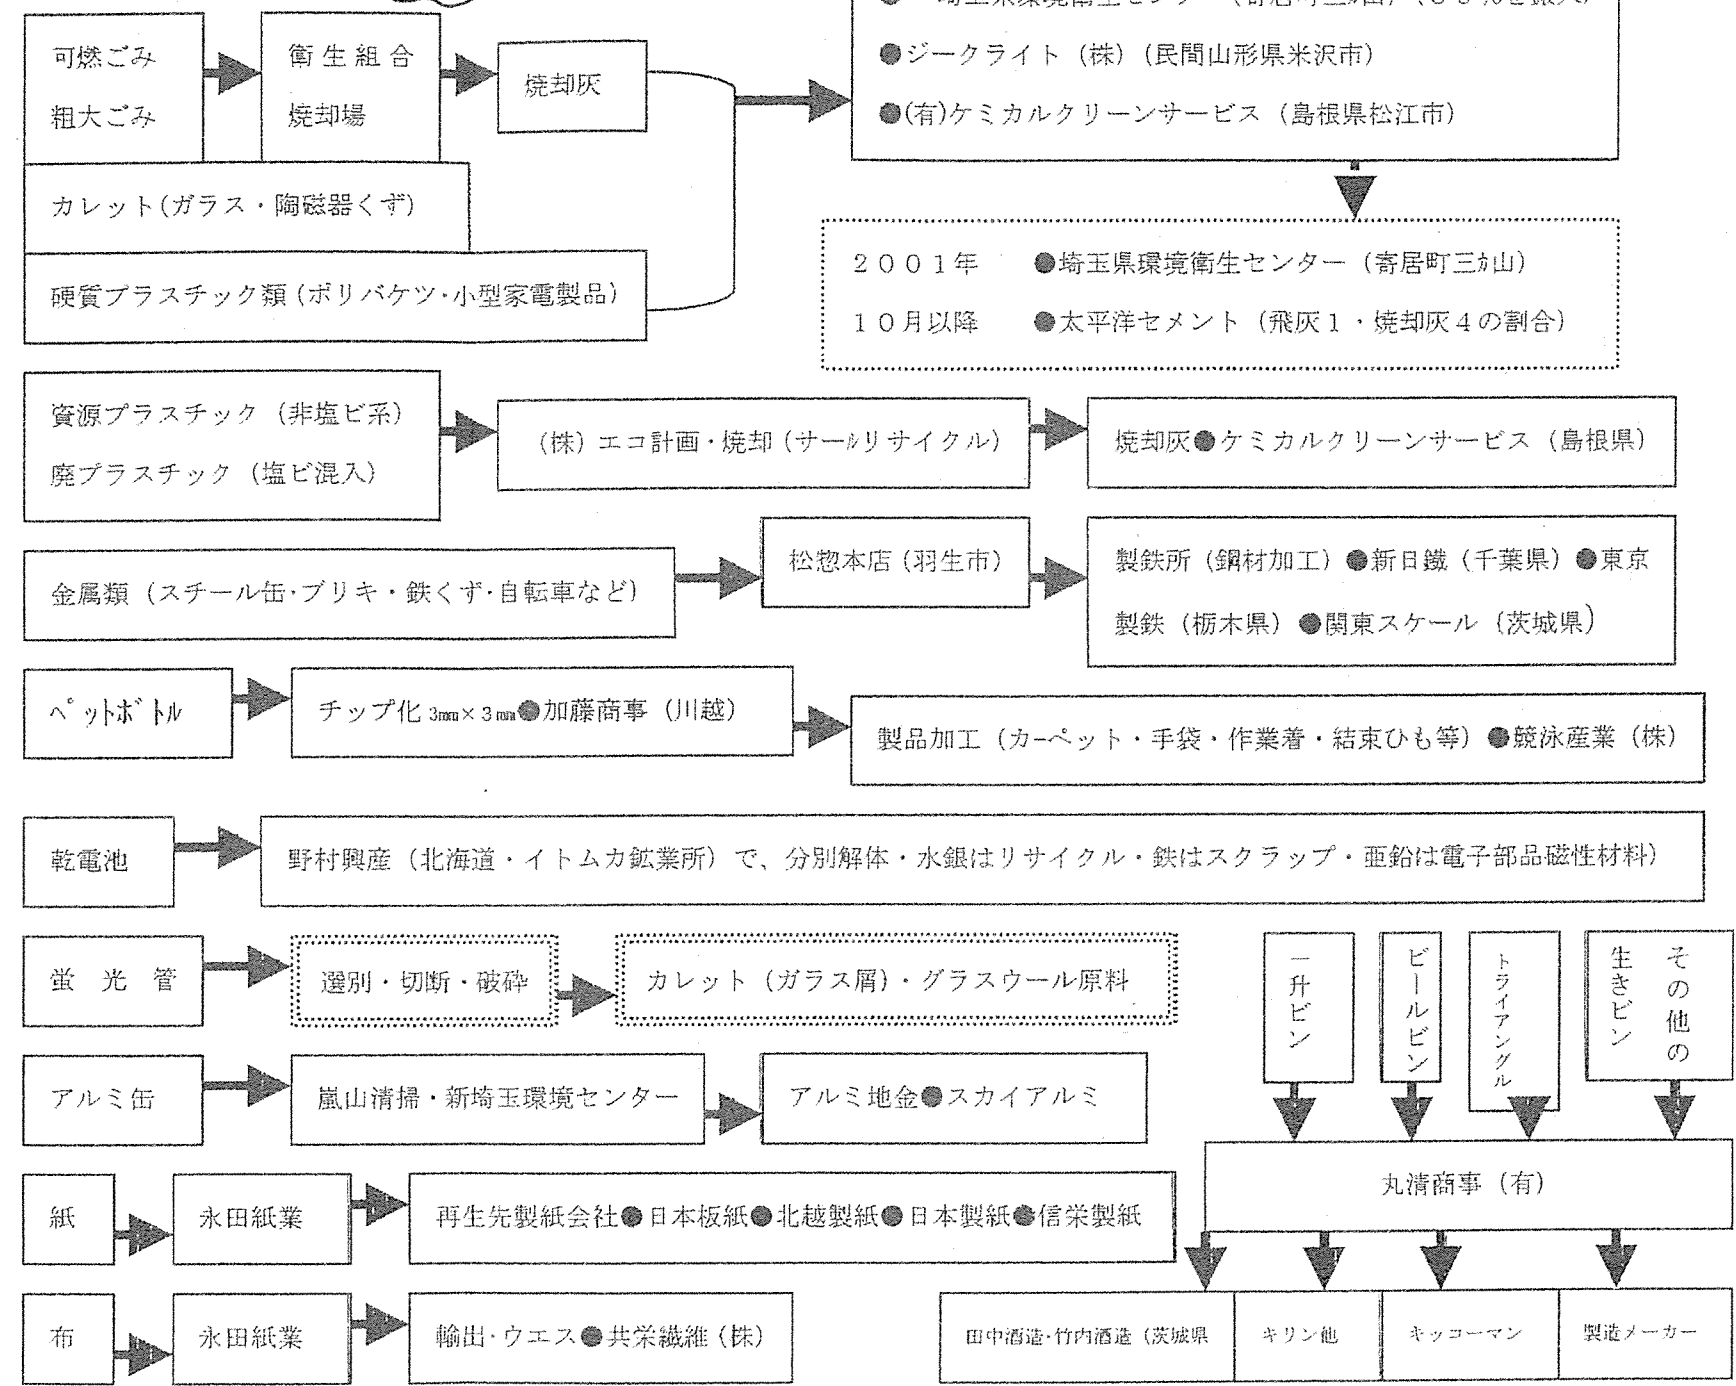 可燃ごみ
粗大ごみ
衛生組合
焼却場
焼却灰
●ジークライト（株）（民間山形県米沢市）
●(有)ケミカルクリーンサービス（島根県松江市）
カレット(ガラス・陶磁器くず)
硬質プラスチック類(ポリバケツ・小型家電製品)
２００１年　●埼玉県環境衛生センター（寄居町三ｶ山）
１０月以降　●太平洋セメント（飛灰１・焼却灰４の割合）
資源プラスチック（非塩ビ系）
廃プラスチック（塩ビ混入）
（株）エコ計画・焼却(サールリサイクル)
焼却灰●ケミカルクリーンサービス（島根県）
金属類（スチール缶・ブリキ・鉄くず・自転車など）
松惣本店(羽生市)
製鉄所（鋼材加工）●新日鐵（千葉県）●東京
製鉄（栃木県）●関東スケール（茨城県）
ﾍﾟｯﾄﾎﾞﾄﾙ
チップ化 3㎜×3㎜●加藤商事（川越）
製品加工（カーペット・手袋・作業着・結束ひも等）●競泳産業（株）
乾電池
野村興産（北海道・イトムカ鉱業所）で、分別解体・水銀はリサイクル・鉄はスクラップ・亜鉛は電子部品磁性材料）
蛍光管
選別・切断・破砕
カレット（ガラス屑）・グラスウール原料
一升ビン
ビールビン
トライアングル
その他の
生きビン
アルミ缶
嵐山清掃・新埼玉環境センター
アルミ地金●スカイアルミ
丸清商事（有）
紙
永田紙業
再生先製紙会社●日本板紙●北越製紙●日本製紙●信栄製紙
布
永田紙業
輸出・ウエス●共栄繊維（株）
田中酒造・竹内酒造（茨城県
キリン他
キッコーマン
製造メーカー